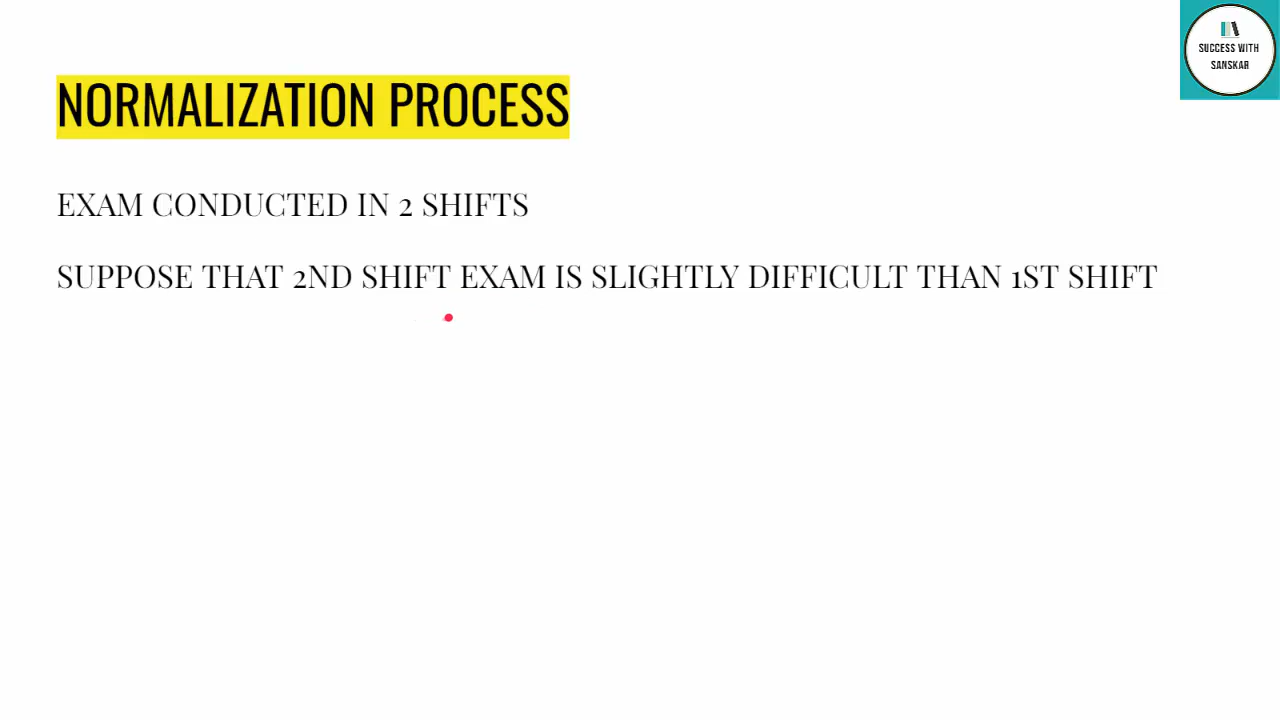 SUCCESS WITH
SANSKAR
NORMALIZATION PROCESS
EXAM CONDUCTED IN 2 SHIFTS
SUPPOSE THAT 2ND SHIFT EXAM IS SLIGHTLY DIFFICULT THAN 1ST SHIFT